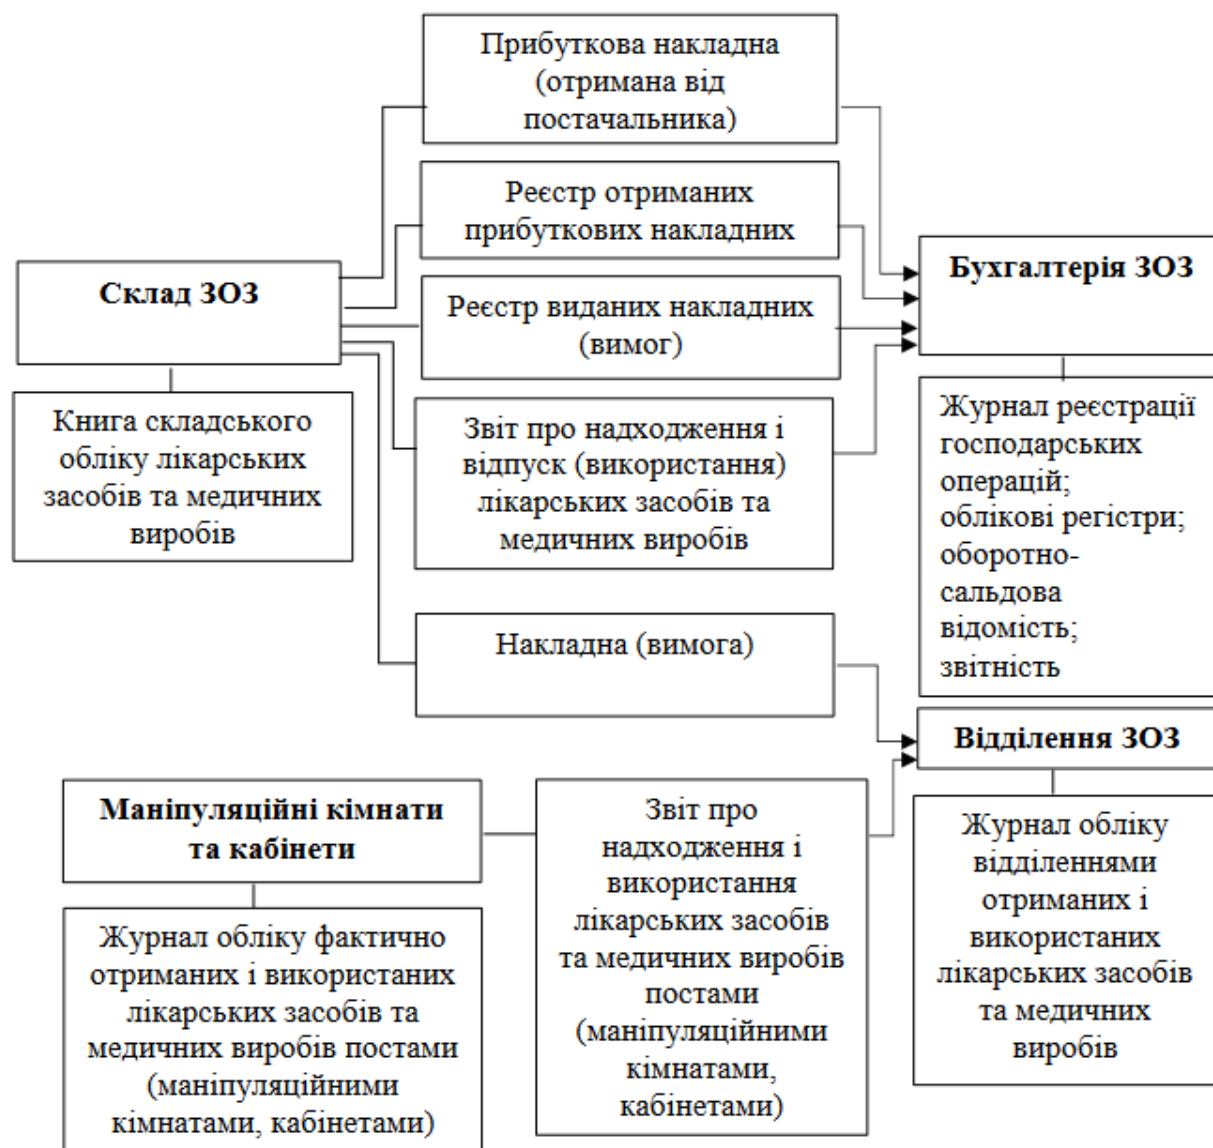 Прибуткова накладна
(отримана від
постачальника)
Реєстр отриманих
прибуткових накладних
Склад ЗОЗ
Реєстр виданих накладних
(вимог)
Бухгалтерія ЗОЗ
Книга складського
обліку лікарських
засобів та медичних
виробів
Звіт про надходження і
відпуск (використання)
лікарських засобів та
медичних виробів
Журнал реєстрації
господарських
операцій;
облікові регістри;
оборотно-
сальдова
відомість;
звітність
Накладна (вимога)
Відділення ЗОЗ
Маніпуляційні кімнати
та кабінети
Звіт про
надходження і
використання
лікарських засобів
та медичних виробів
постами
(маніпуляційними
кімнатами,
кабінетами)
Журнал обліку
відділеннями
отриманих і
використаних
лікарських засобів
та медичних
виробів
Журнал обліку фактично
отриманих і використаних
лікарських засобів та
медичних виробів постами
(маніпуляційними
кімнатами, кабінетами)